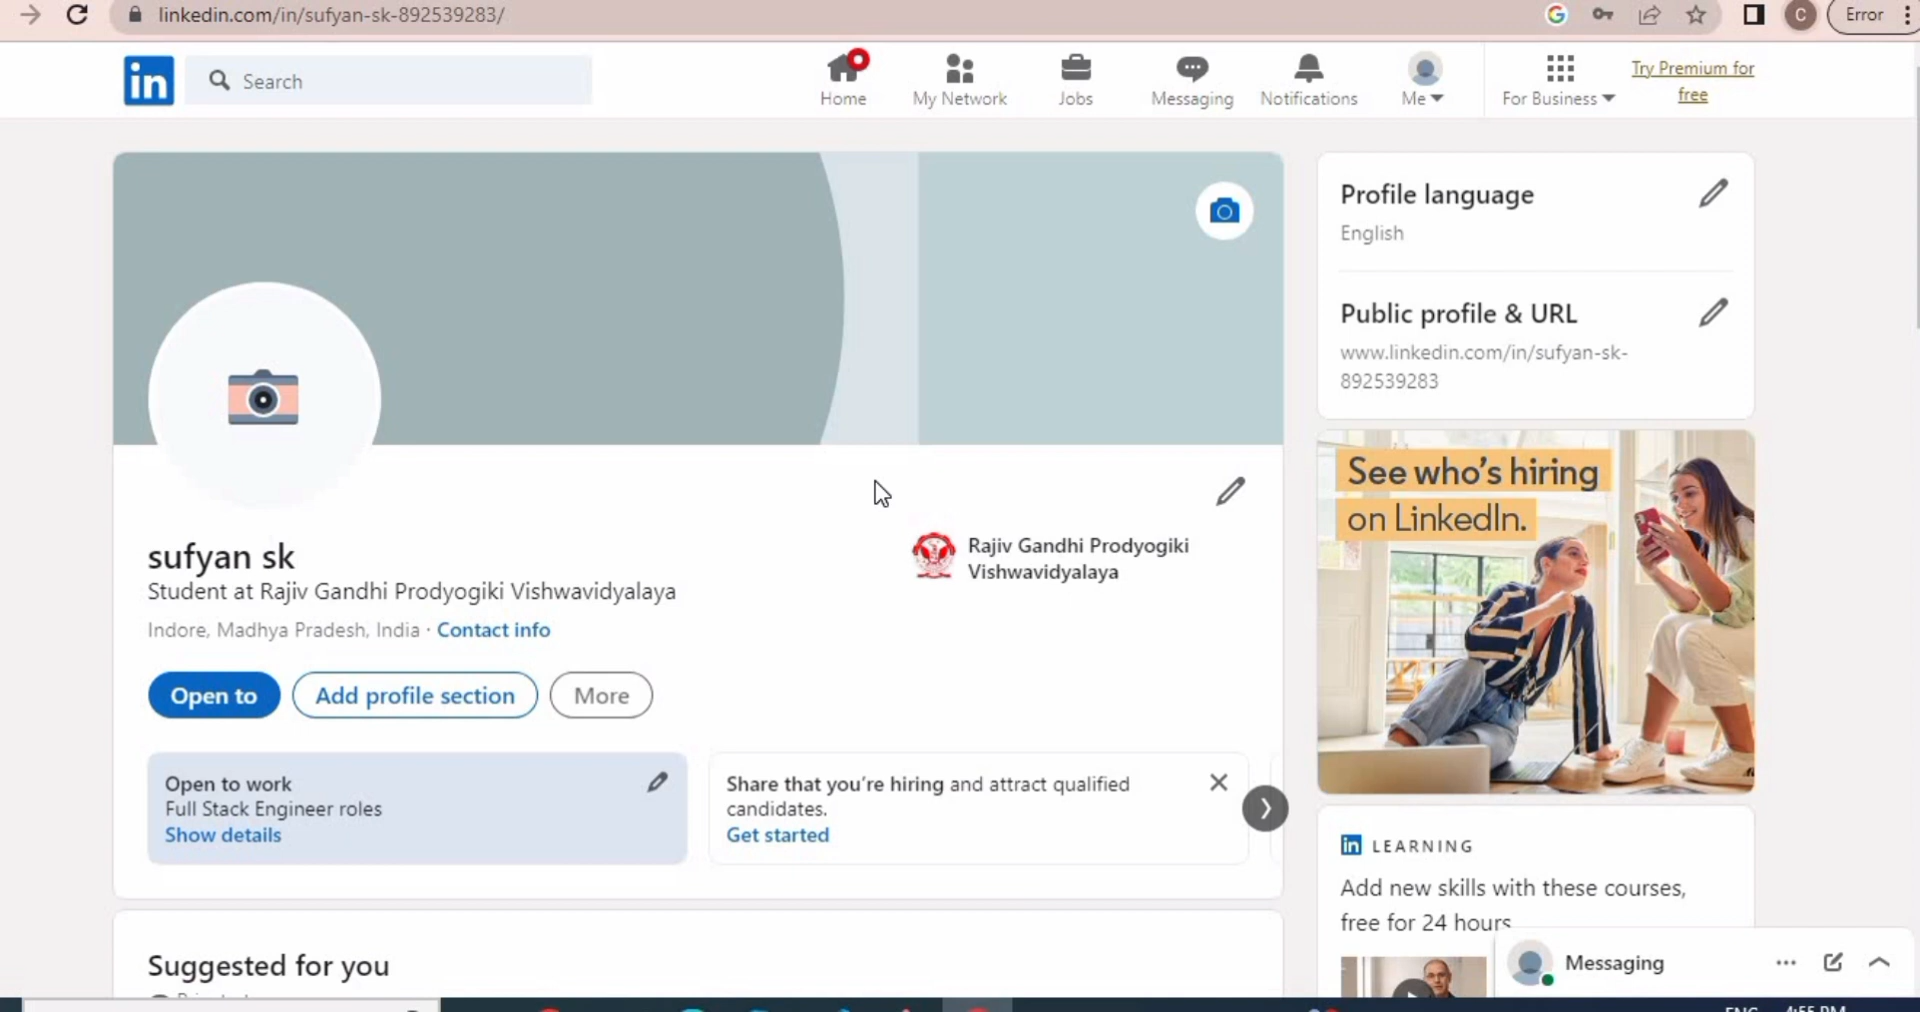 linkedin.com/in/sufyan-sk-892539283/
C
Error
in
Search
Home
My Network
Jobs
Messaging
Notifications
Me
For Business
Try Premium for
free
Profile language
English
Public profile & URL
www.linkedin.com/in/sufyan-sk-
892539283
See who's hiring
on LinkedIn.
sufyan sk
Student at Rajiv Gandhi Prodyogiki Vishwavidyalaya
Indore, Madhya Pradesh, India · Contact info
Rajiv Gandhi Prodyogiki
Vishwavidyalaya
Open to
Add profile section
More
Open to work
Full Stack Engineer roles
Show details
Share that you're hiring and attract qualified
candidates.
Get started
in LEARNING
Add new skills with these courses,
free for 24 hours
Suggested for you
Messaging
ENG
4:55 PM